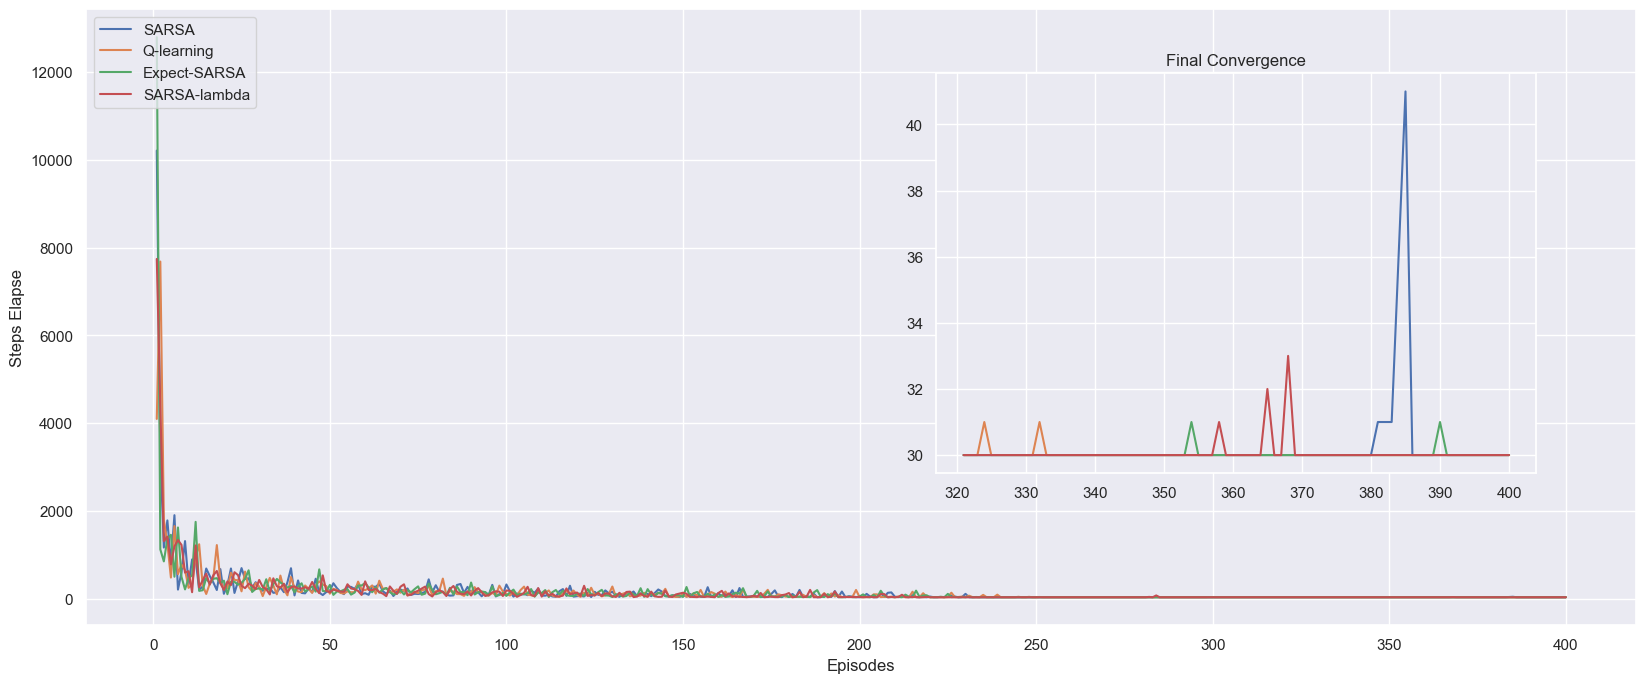 SARSA
Q-learning
Expect-SARSA
SARSA-lambda
Final Convergence
12000
10000
8000
6000
4000
2000
0
Steps Elapse
40
38
36
34
32
30
320 330 340 350 360 370 380 390 400
0 50 100 150 200 250 300 350 400
Episodes